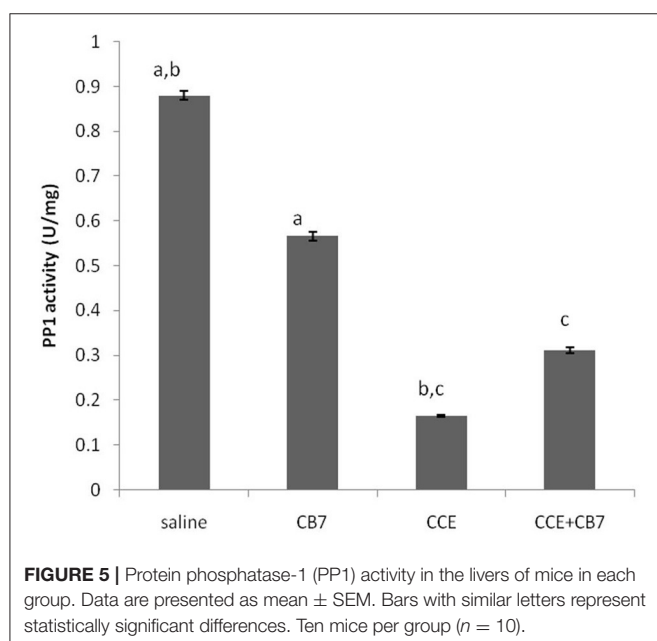 1
0.9
0.8
0.7
0.6
0.5
0.4
0.3
0.2
0.1
0
PP1 activity (U/mg)
a,b
a
b,c
c
saline CB7 CCE CCE+CB7
FIGURE 5 | Protein phosphatase-1 (PP1) activity in the livers of mice in each
group. Data are presented as mean ± SEM. Bars with similar letters represent
statistically significant differences. Ten mice per group (n = 10).